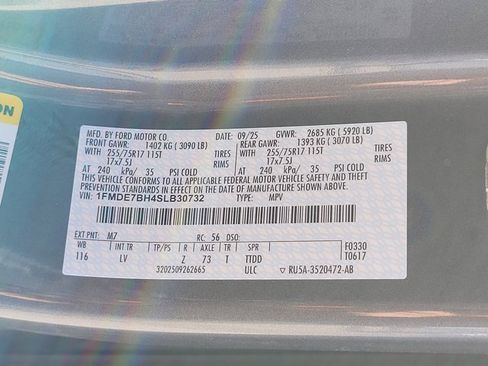 ON
MFD. BY FORD MOTOR CO. 09/25 GVWR: 2685 KG ( 5920 LB)
FRONT GAWR: 1402 KG ( 3090 LB) REAR GAWR: 1393 KG ( 3070 LB)
WITH 255/75R17 115T TIRES WITH 255/75R17 115T TIRES
17x7.5J RIMS 17x7.5J RIMS
AT 240 kPa/ 35 PSI COLD AT 240 kPa/ 35 PSI COLD
THIS VEHICLE CONFORMS TO ALL APPLICABLE FEDERAL MOTOR VEHICLE SAFETY AND THEFT
PREVENTION STANDARDS IN EFFECT ON THE DATE OF MANUFACTURE SHOWN ABOVE.
VIN: 1FMDE7BH4SLB30732 TYPE: MPV
EXT PNT: M7 RC: 56 DSO:
WB INT TR TP/PS R AXLE TR SPR F0330
116 LV Z 73 T TTDD T0617
3202509262665 ULC RU5A-3520472-AB